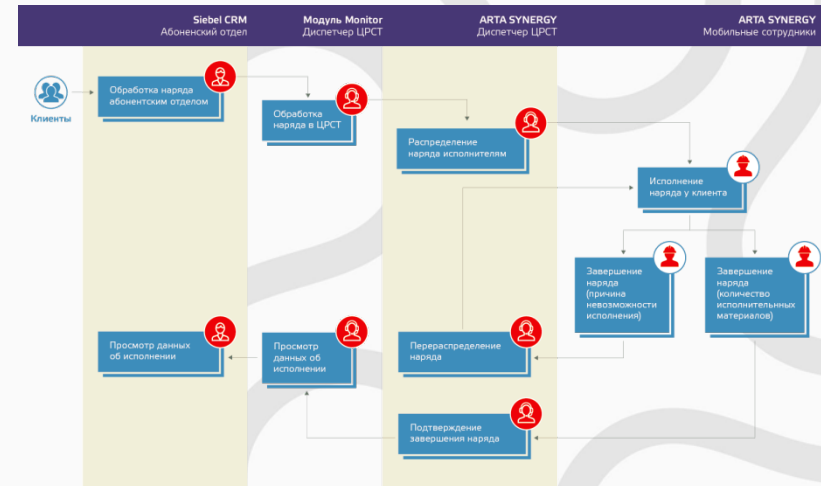 Siebel CRM
Абоненский отдел
Модуль Monitor
Диспетчер ЦРСТ
ARTA SYNERGY
Диспетчер ЦРСТ
ARTA SYNERGY
Мобильные сотрудники
Клиенты
Обработка наряда
абонентским отделом
Обработка
наряда в ЦРСТ
Распределение
наряда исполнителям
Исполнение
наряда у клиента
Завершение
наряда
(причина
невозможности
исполнения)
Завершение
наряда
(количество
исполнительнных
материалов)
Просмотр данных
об исполнении
Просмотр
данных об
исполнении
Перераспределение
наряда
Подтверждение
завершения наряда